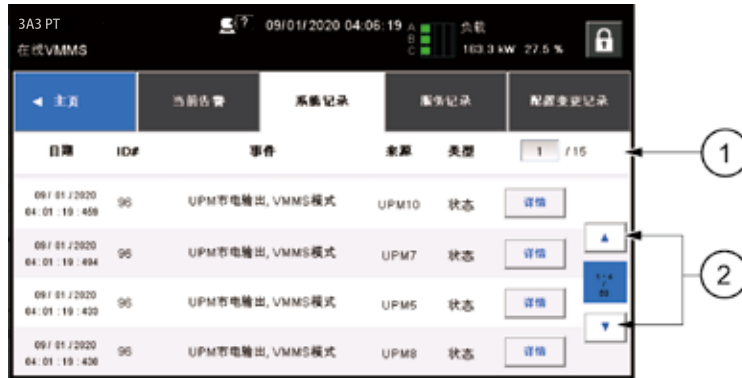 3A3 PT
09/01/2020 04:06:19
A
B
C
负载
在线VMMS
163.3 kW 27.5 %
主页
当前告警
系统记录
服务记录
配置变更记录
日期 ID# 事件 来源 类型 1 /15
1
09/01/2020
96 UPM市电输出, VMMS模式 UPM10 状态 详情
04:01:19:459
09/01/2020
96 UPM市电输出, VMMS模式 UPM7 状态 详情
04:01:19:494
2
09/01/2020
96 UPM市电输出, VMMS模式 UPM5 状态 详情
04:01:19:433
09/01/2020
96 UPM市电输出, VMMS模式 UPM8 状态 详情
04:01:19:430